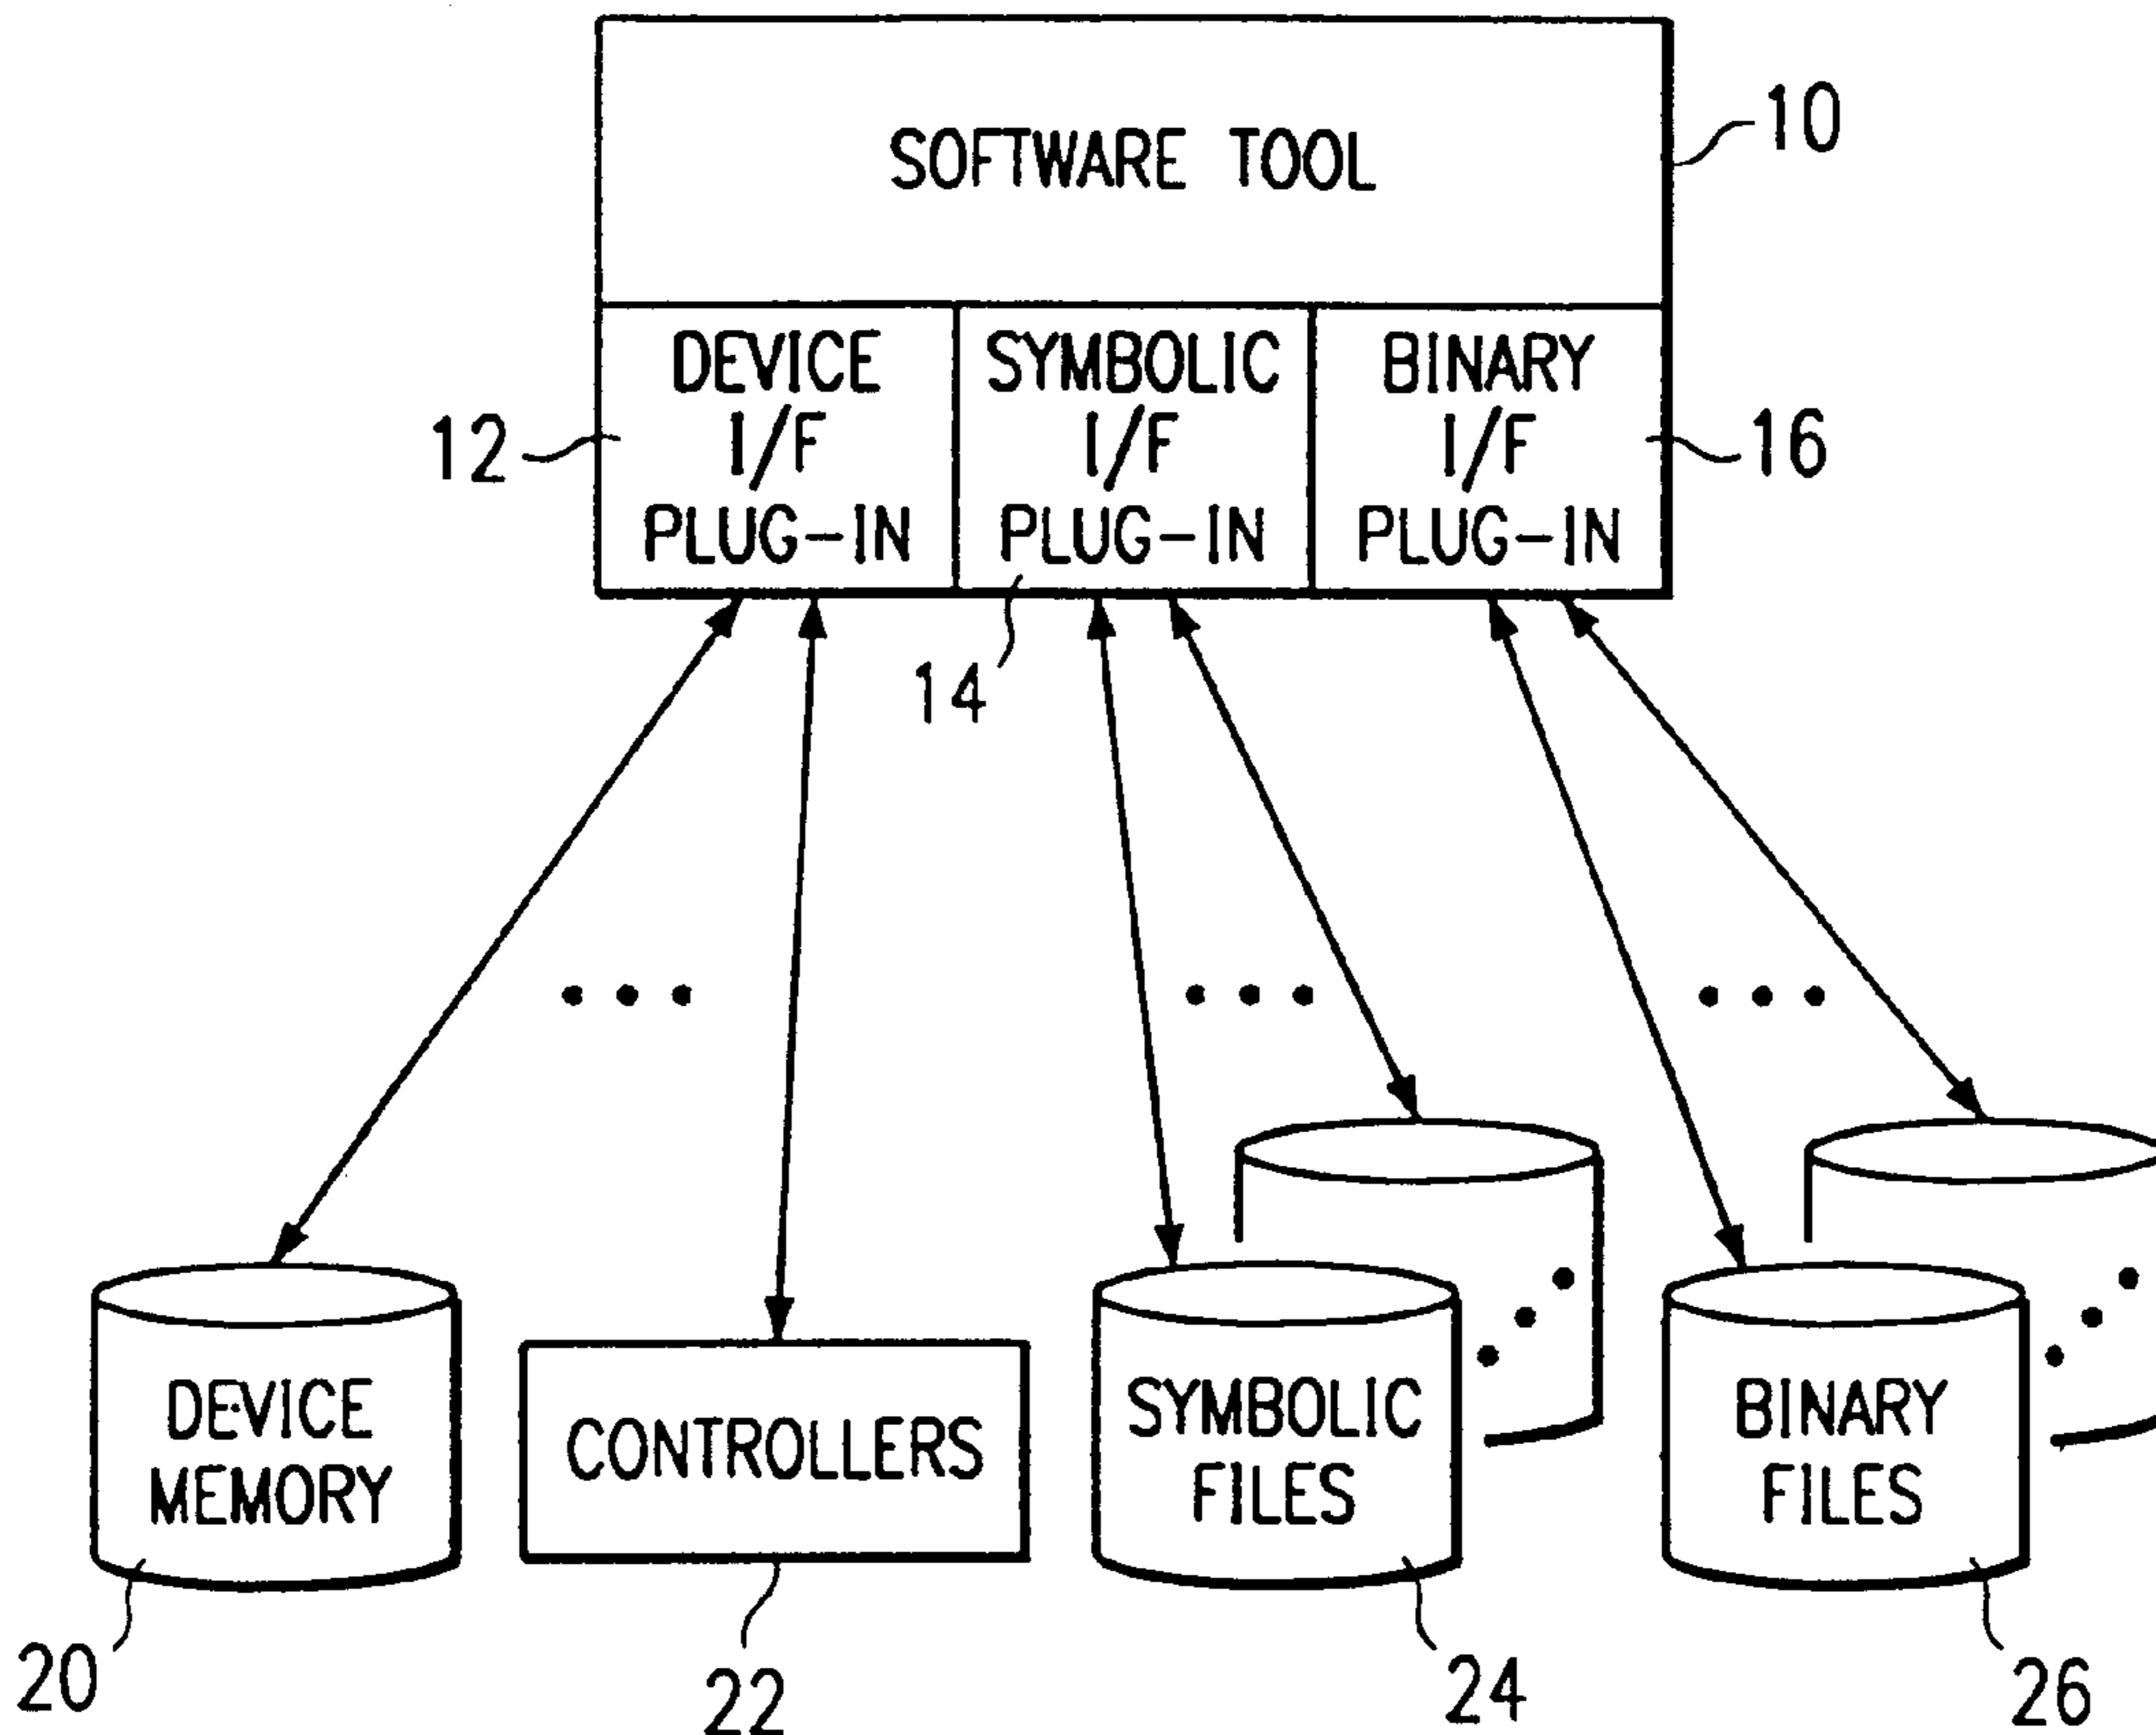 SOFTWARE TOOL
10
DEVICE
I/F
PLUG-IN
SYMBOLIC
I/F
PLUG-IN
BINARY
I/F
PLUG-IN
12
16
14
DEVICE
MEMORY
CONTROLLERS
SYMBOLIC
FILES
BINARY
FILES
20
22
24
26